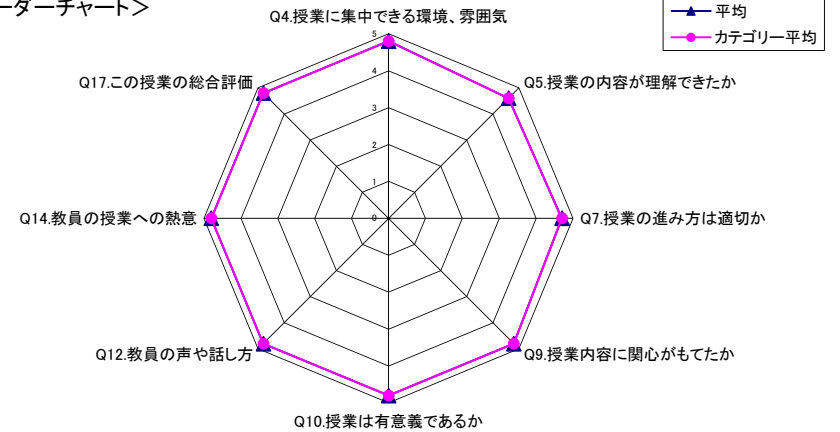 ーダーチャート＞
平均
カテゴリー平均
Q4.授業に集中できる環境、雰囲気
Q17.この授業の総合評価
Q5.授業の内容が理解できたか
Q14.教員の授業への熱意
Q7.授業の進み方は適切か
Q12.教員の声や話し方
Q9.授業内容に関心がもてたか
Q10.授業は有意義であるか
5
4
3
2
1
0